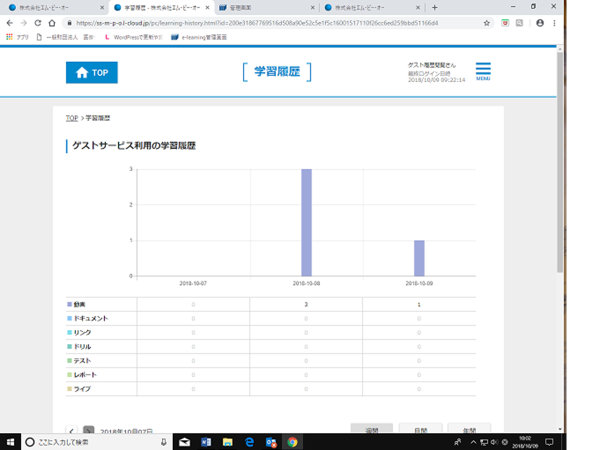 株式会社エム・ピー・オー
学習履歴 - 株式会社エム・ピー・オー
管理画面
株式会社エム・ピー・オー
https://ss-m-p-o.l-cloud.jp/pc/learning-history.html?id=
アプリ
一般財団法人
WordPressで更新や
e-learning管理画面
TOP
[学習履歴]
ゲスト履歴閲覧さん
最終ログイン日時
2018/10/09 09:22:14
MENU
TOP > 学習履歴
ゲストサービス利用の学習履歴
3
2
1
0
2018-10-07 2018-10-08 2018-10-09
動画 0 3 1
ドキュメント 0 0 0
リンク 0 0 0
ドリル 0 0 0
テスト 0 0 0
レポート 0 0 0
ライブ 0 0 0
2018年10月07日
週間 月間 年間
ここに入力して検索
10:02
2018/10/09